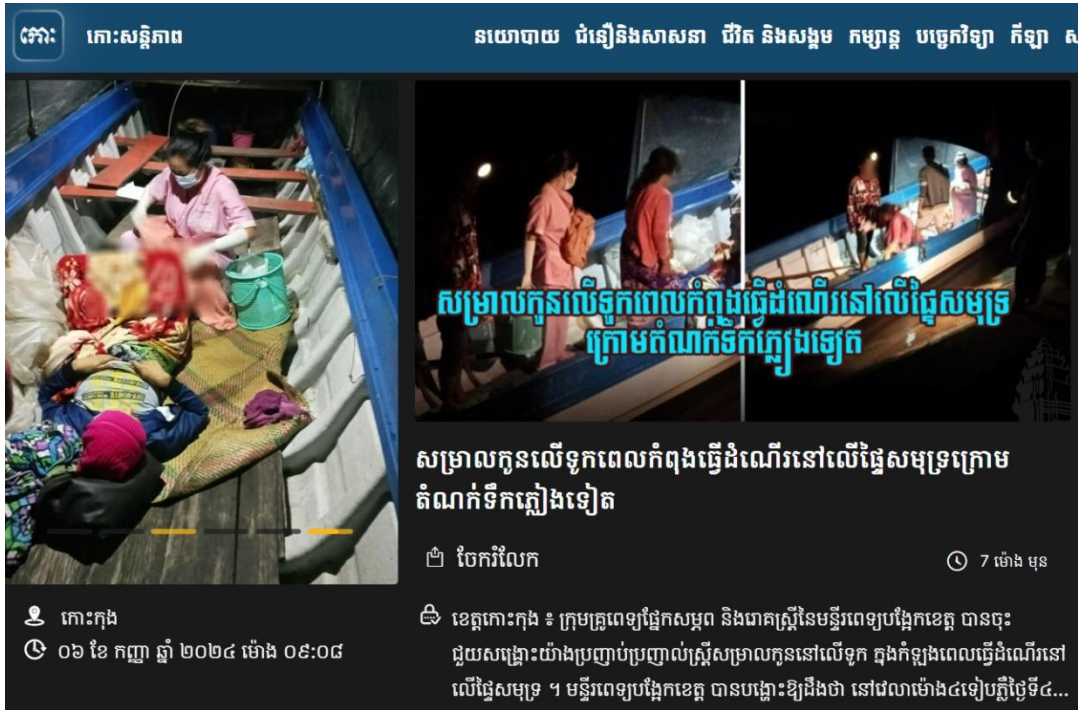 កោះ កោះសន្តិភាព
នយោបាយ ជំនឿនិងសាសនា ជីវិត និងសង្គម កម្សាន្ត បច្ចេកវិទ្យា កីឡា
សម្រាលកូនលើទូកពេលកំពុងធ្វើដំណើរនៅលើផ្ទៃសមុទ្រ
ក្រោមតំណក់ទឹកភ្លៀងទៀត
សម្រាលកូនលើទូកពេលកំពុងធ្វើដំណើរនៅលើផ្ទៃសមុទ្រក្រោម
តំណក់ទឹកភ្លៀងទៀត
ចែករំលែក
7 ម៉ោង មុន
កោះកុង
០៦ ខែ កញ្ញា ឆ្នាំ ២០២៤ ម៉ោង ០៩:០៨
ខេត្តកោះកុង ៖ ក្រុមគ្រូពេទ្យផ្នែកសម្ភព និងរោគស្ត្រីនៃមន្ទីរពេទ្យបង្អែកខេត្ត បានចុះ
ជួយសង្គ្រោះយ៉ាងប្រញាប់ប្រញាល់ស្ត្រីសម្រាលកូននៅលើទូក ក្នុងកំឡុងពេលធ្វើដំណើរនៅ
លើផ្ទៃសមុទ្រ ។ មន្ទីរពេទ្យបង្អែកខេត្ត បានបង្ហោះឱ្យដឹងថា នៅវេលាម៉ោង៤ទៀបភ្លឺថ្ងៃទី៤...